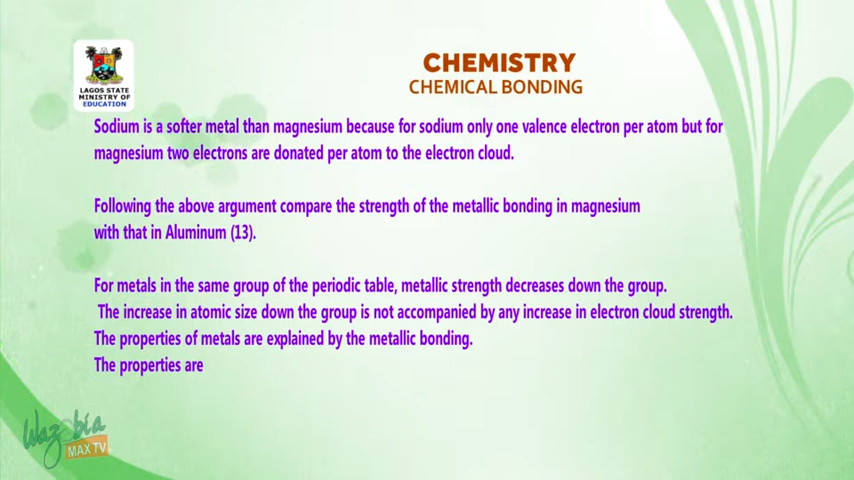 LAGOS STATE
MINISTRY OF
EDUCATION
CHEMISTRY
CHEMICAL BONDING
Sodium is a softer metal than magnesium because for sodium only one valence electron per atom but for
magnesium two electrons are donated per atom to the electron cloud.
Following the above argument compare the strength of the metallic bonding in magnesium
with that in Aluminum (13).
For metals in the same group of the periodic table, metallic strength decreases down the group.
The increase in atomic size down the group is not accompanied by any increase in electron cloud strength.
The properties of metals are explained by the metallic bonding.
The properties are
Wazobia
MAX TV